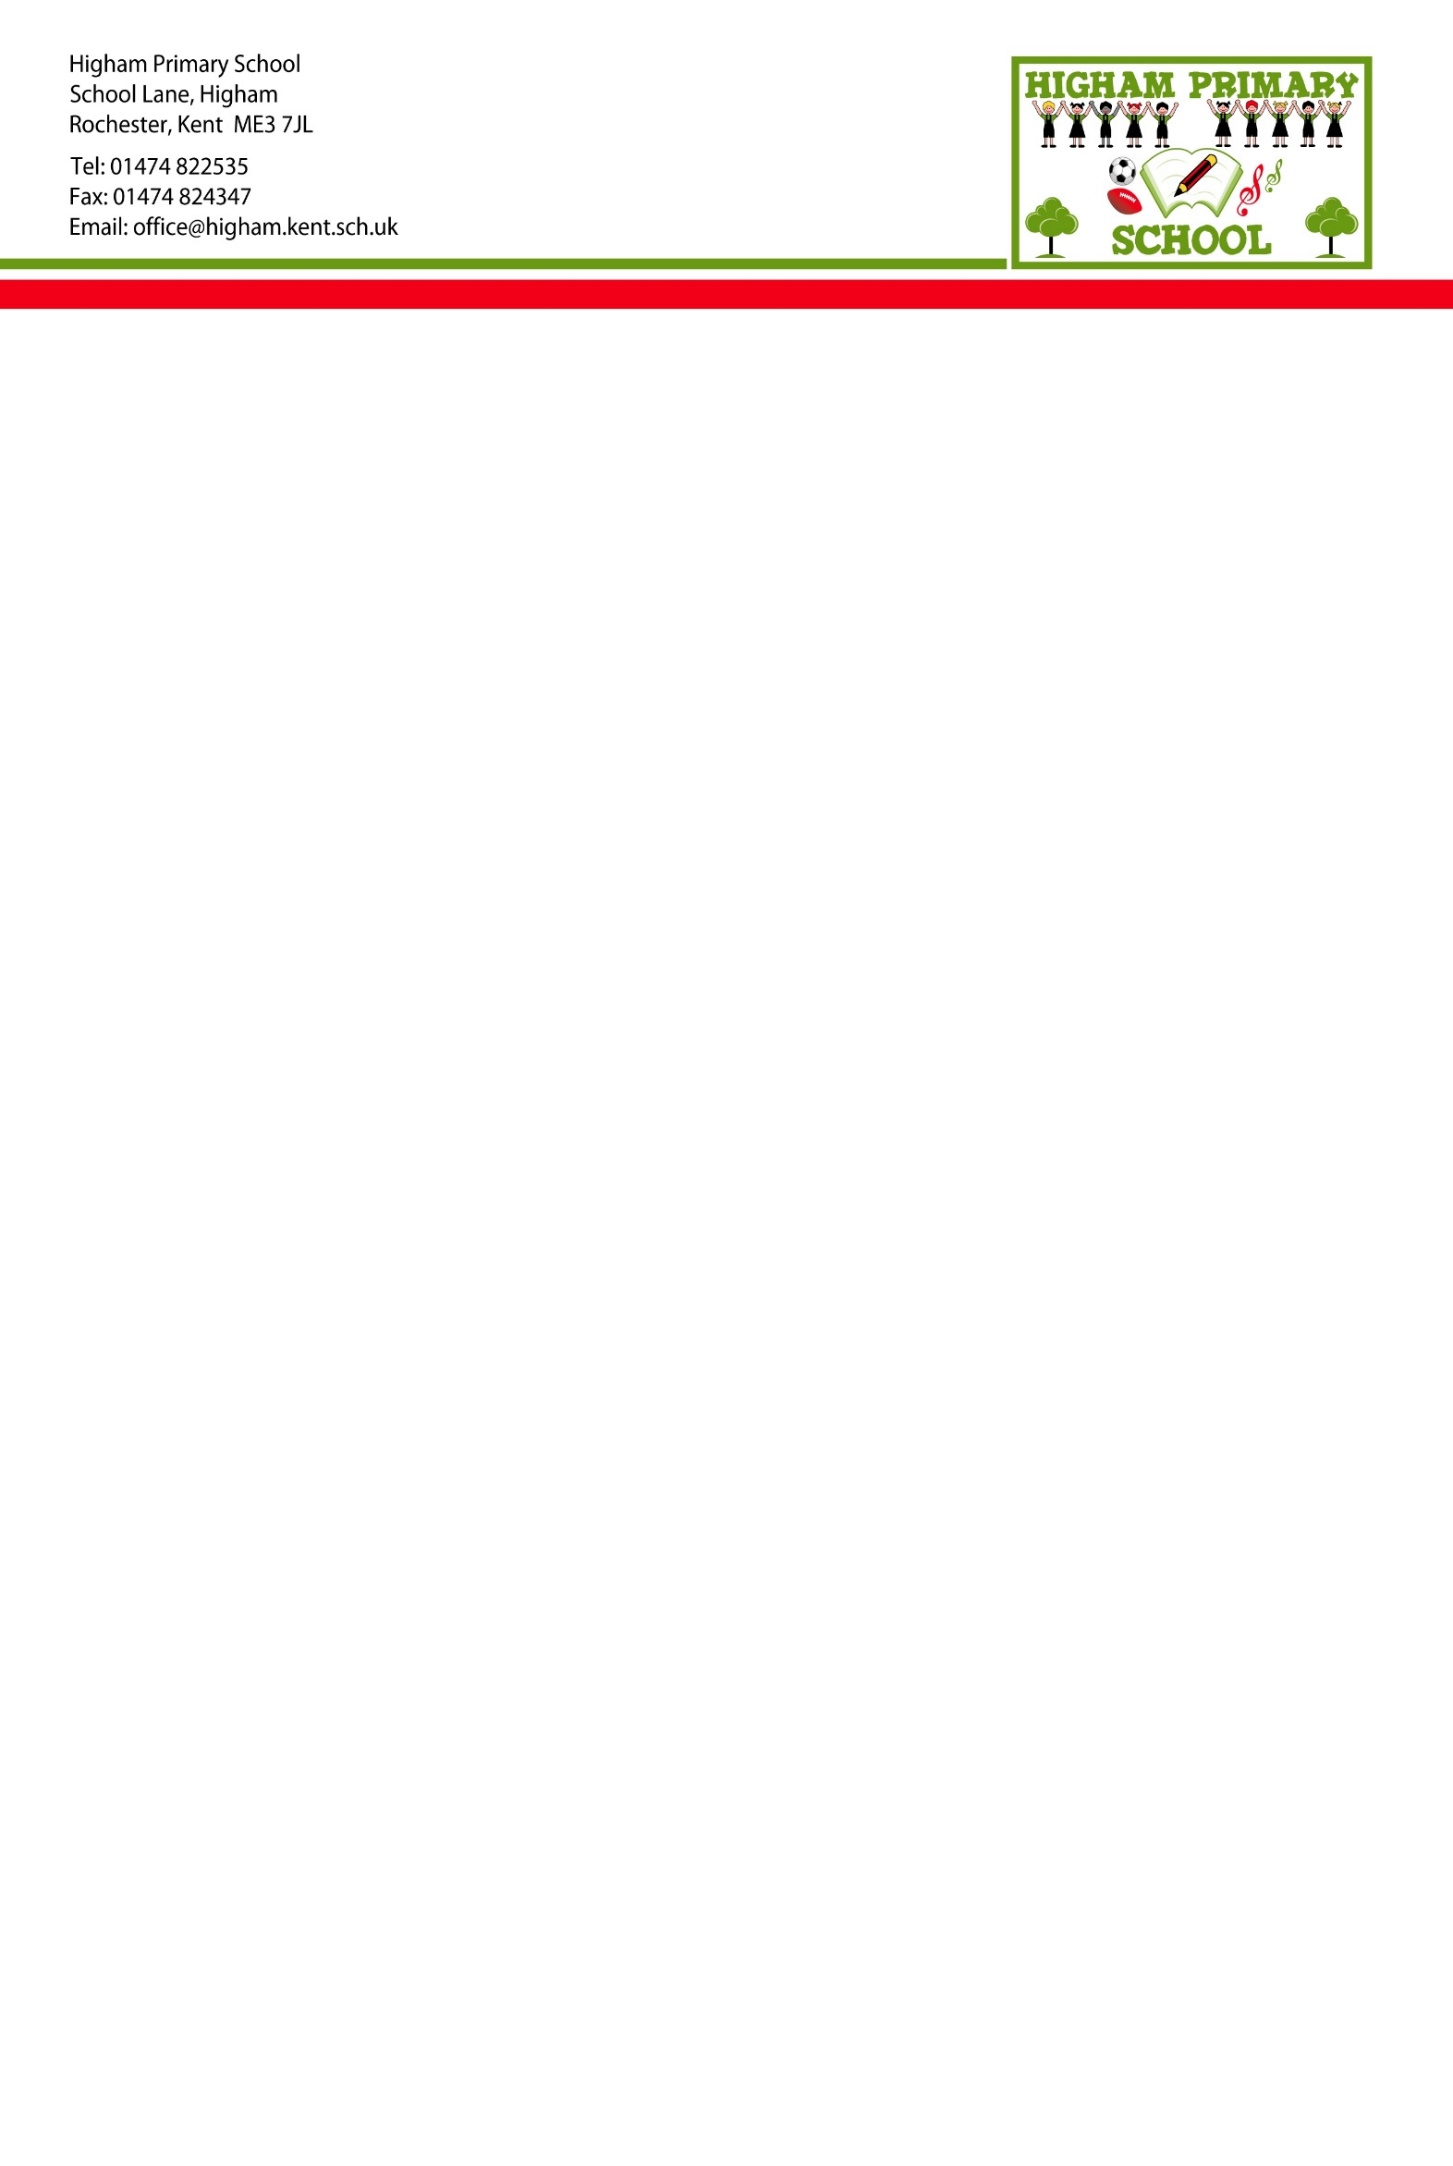 Higham Primary School
School Lane, Higham
Rochester, Kent  ME3 7JL
Tel: 01474 822535
Fax: 01474 824347
Email: office@higham.kent.sch.uk
HIGHAM PRIMARY
SCHOOL